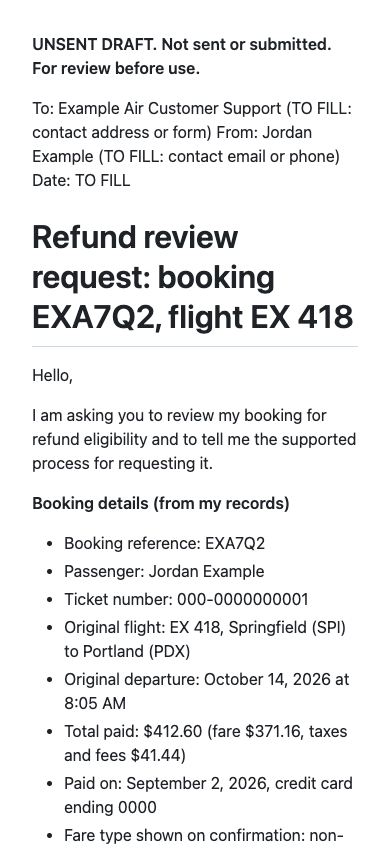 UNSENT DRAFT. Not sent or submitted.
For review before use.
To: Example Air Customer Support (TO FILL:
contact address or form) From: Jordan
Example (TO FILL: contact email or phone)
Date: TO FILL
Refund review
request: booking
EXA7Q2, flight EX 418
Hello,
I am asking you to review my booking for
refund eligibility and to tell me the supported
process for requesting it.
Booking details (from my records)
• Booking reference: EXA7Q2
• Passenger: Jordan Example
• Ticket number: 000-0000000001
• Original flight: EX 418, Springfield (SPI)
to Portland (PDX)
• Original departure: October 14, 2026 at
8:05 AM
• Total paid: $412.60 (fare $371.16, taxes
and fees $41.44)
• Paid on: September 2, 2026, credit card
ending 0000
• Fare type shown on confirmation: non-